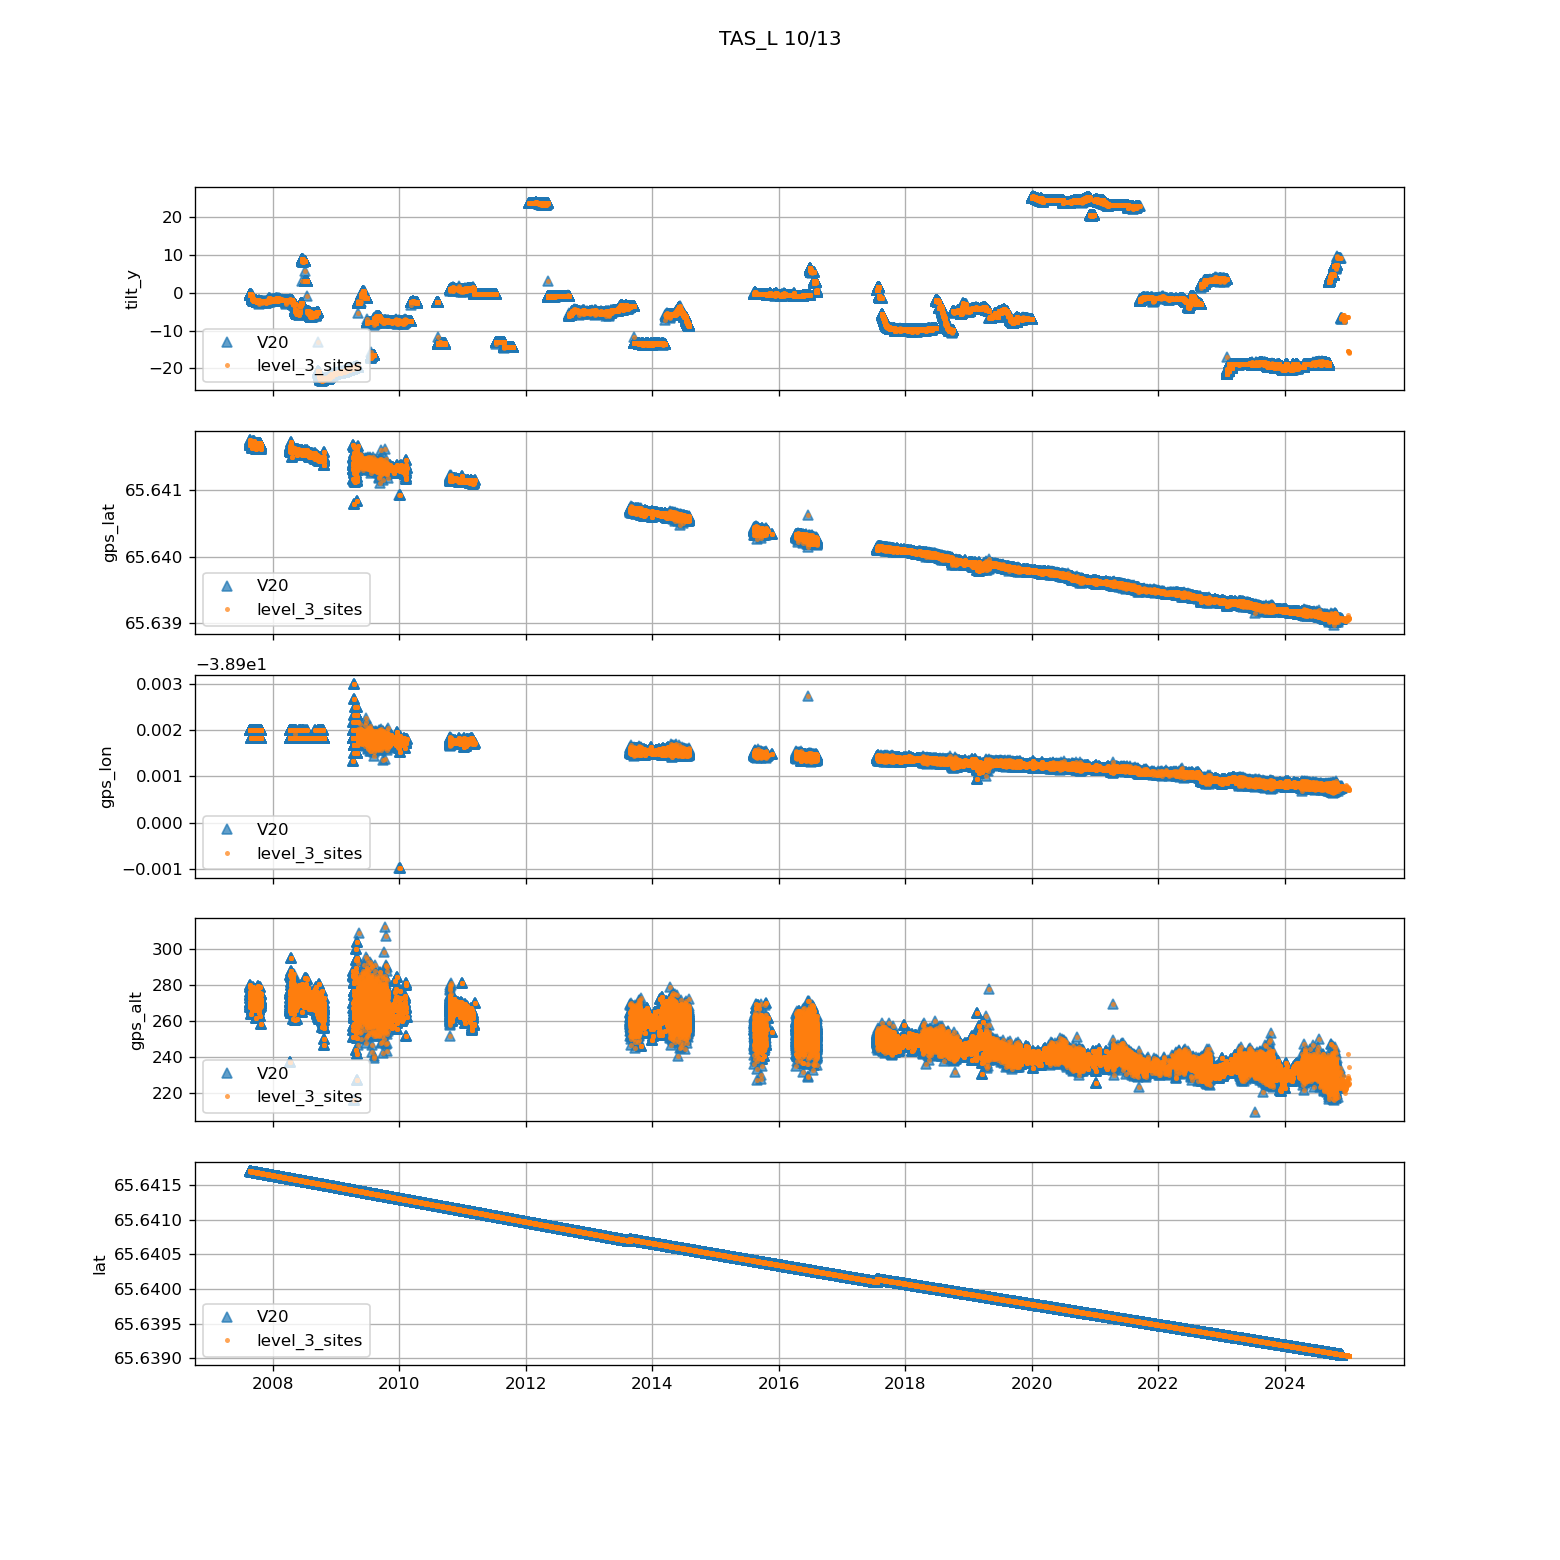 TAS_L 10/13
20
10
0
−10
−20
tilt_y
V20
level_3_sites
65.641
65.640
65.639
gps_lat
V20
level_3_sites
−3.89e1
0.003
0.002
0.001
0.000
−0.001
gps_lon
V20
level_3_sites
300
280
260
240
220
gps_alt
V20
level_3_sites
65.6415
65.6410
65.6405
65.6400
65.6395
65.6390
lat
V20
level_3_sites
2008 2010 2012 2014 2016 2018 2020 2022 2024